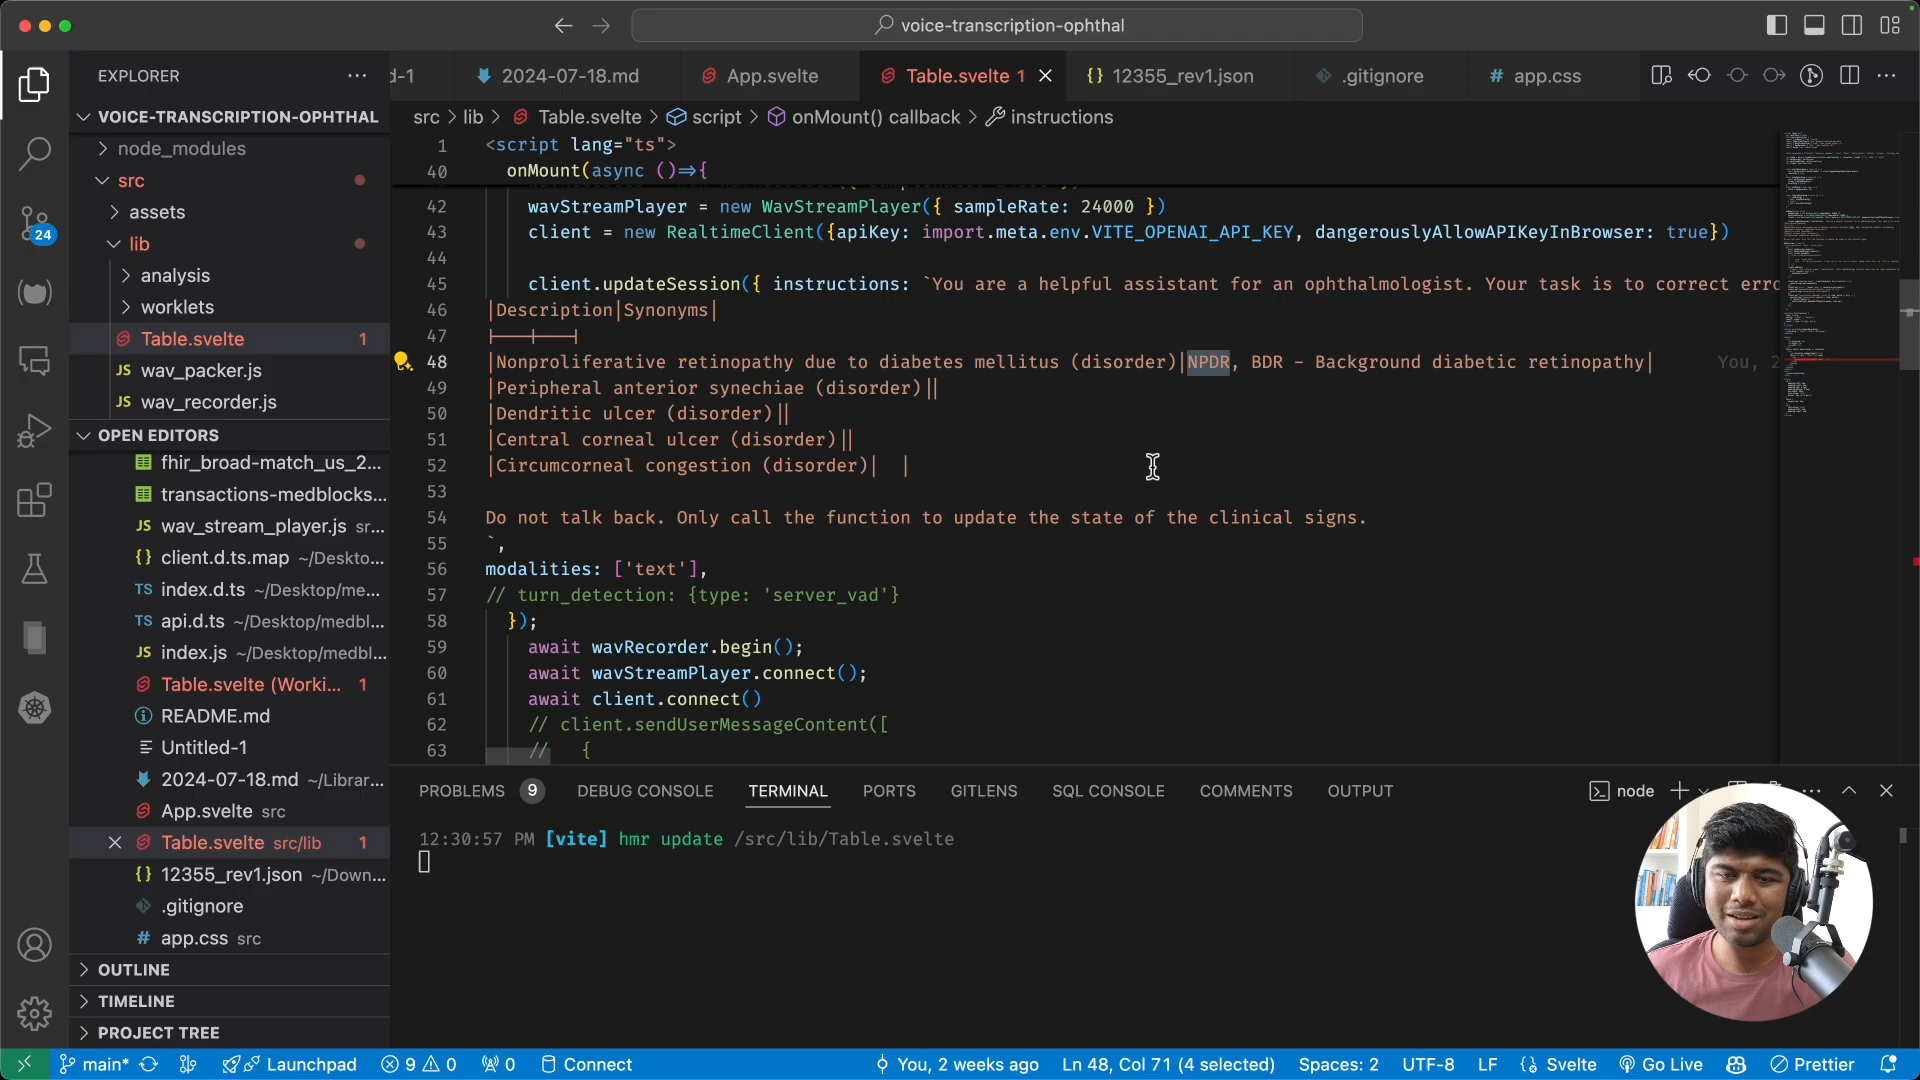 voice-transcription-ophthal
EXPLORER
d-1
2024-07-18.md
App.svelte
Table.svelte 1
{} 12355_rev1.json
.gitignore
# app.css
VOICE-TRANSCRIPTION-OPHTHAL
node_modules
src
assets
lib
analysis
worklets
Table.svelte 1
JS wav_packer.js
JS wav_recorder.js
OPEN EDITORS
fhir_broad-match_us_2...
transactions-medblocks...
JS wav_stream_player.js sr...
{} client.d.ts.map ~/Deskto...
TS index.d.ts ~/Desktop/me...
TS api.d.ts ~/Desktop/medbl...
JS index.js ~/Desktop/medbl...
Table.svelte (Worki... 1
README.md
Untitled-1
2024-07-18.md ~/Librar...
App.svelte src
Table.svelte src/lib 1
{} 12355_rev1.json ~/Down...
.gitignore
# app.css src
OUTLINE
TIMELINE
PROJECT TREE
24
src > lib > Table.svelte > script > onMount() callback > instructions
1 <script lang="ts">
40 onMount(async ()=>{
42 wavStreamPlayer = new WavStreamPlayer({ sampleRate: 24000 })
43 client = new RealtimeClient({apiKey: import.meta.env.VITE_OPENAI_API_KEY, dangerouslyAllowAPIKeyInBrowser: true})
44
45 client.updateSession({ instructions: `You are a helpful assistant for an ophthalmologist. Your task is to correct erro
46 |Description|Synonyms|
47 |---|---|
48 |Nonproliferative retinopathy due to diabetes mellitus (disorder)|NPDR, BDR - Background diabetic retinopathy| You, 2
49 |Peripheral anterior synechiae (disorder)||
50 |Dendritic ulcer (disorder)||
51 |Central corneal ulcer (disorder)||
52 |Circumcorneal congestion (disorder)| |
53
54 Do not talk back. Only call the function to update the state of the clinical signs.
55 `,
56 modalities: ['text'],
57 // turn_detection: {type: 'server_vad'}
58 });
59 await wavRecorder.begin();
60 await wavStreamPlayer.connect();
61 await client.connect()
62 // client.sendUserMessageContent([
63 // {
PROBLEMS 9 DEBUG CONSOLE TERMINAL PORTS GITLENS SQL CONSOLE COMMENTS OUTPUT
node
12:30:57 PM [vite] hmr update /src/lib/Table.svelte
main* Launchpad 9 0 0 Connect You, 2 weeks ago Ln 48, Col 71 (4 selected) Spaces: 2 UTF-8 LF {} Svelte Go Live Prettier